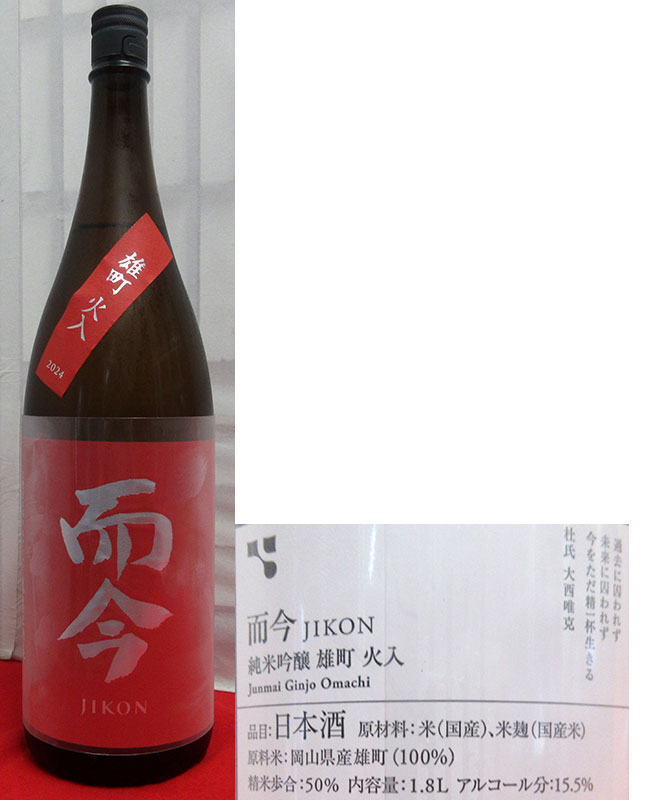 雄町 火入
2024
而今
JIKON
過去に囚われず
未来に囚われず
今をただ精一杯生きる
杜氏 大西唯克
而今 JIKON
純米吟醸 雄町 火入
Junmai Ginjo Omachi
品目:日本酒 原材料:米(国産)、米麹(国産米)
原料米:岡山県産雄町(100%)
精米歩合:50% 内容量:1.8L アルコール分:15.5%